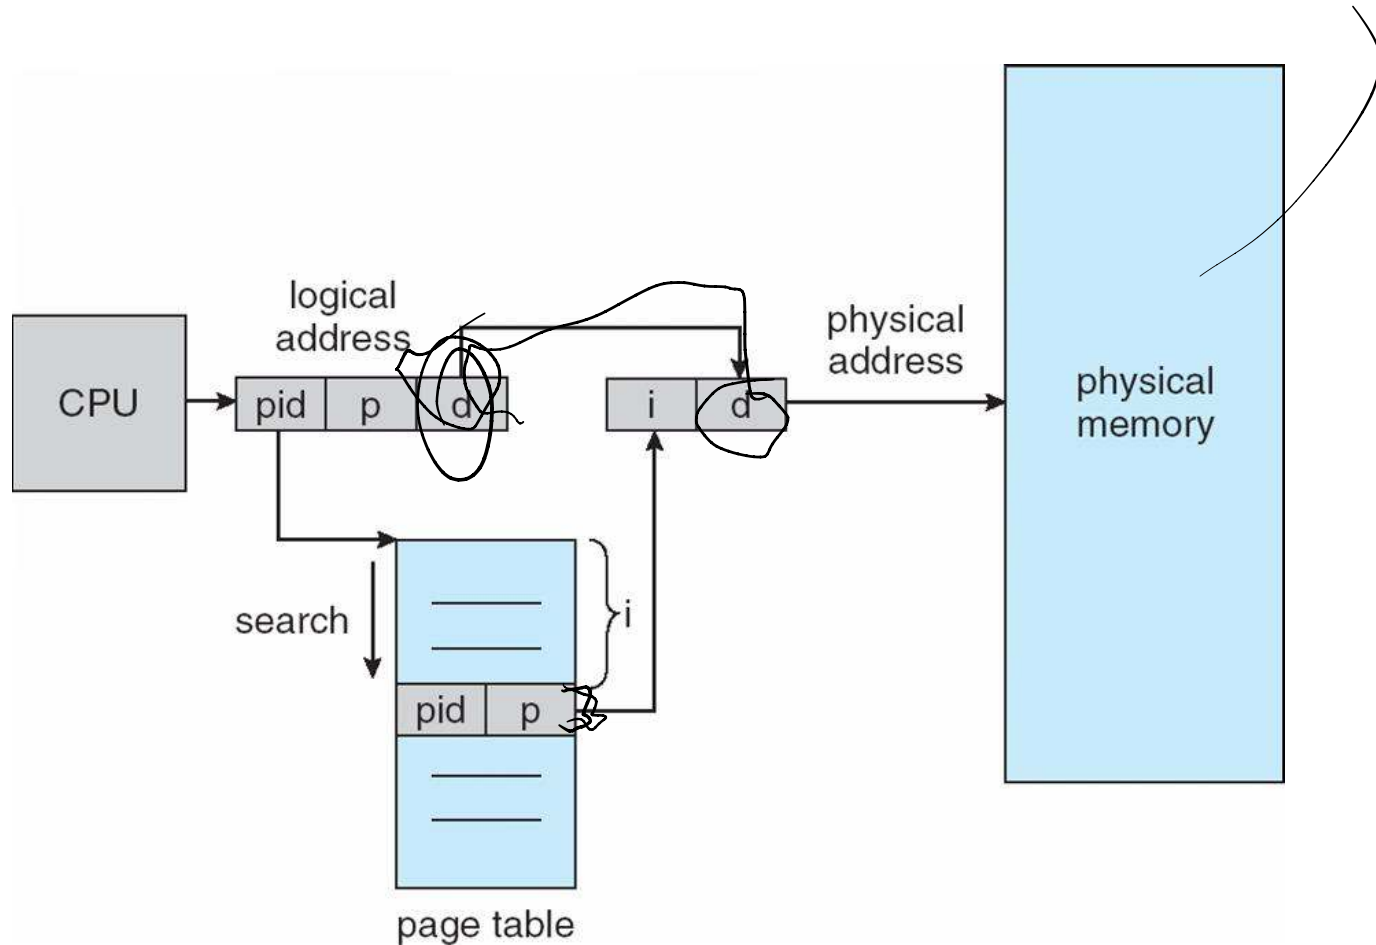 logical
address
physical
address
CPU
pid p d
i d
physical
memory
search
i
pid p
page table